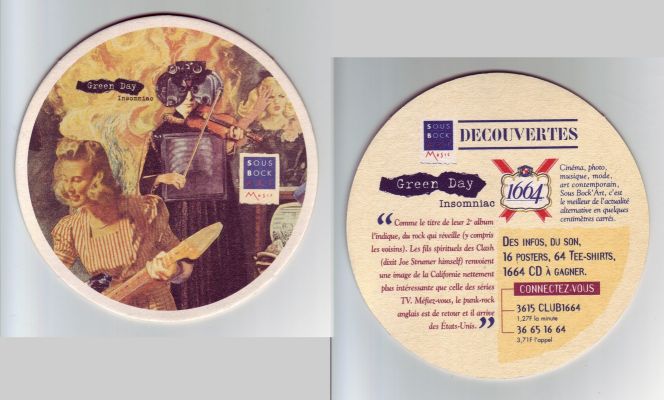 Green Day
Insomniac
SOUS
BOCK
Music
SOUS
BOCK
Music
DECOUVERTES
Green Day
Insomniac
“Comme le titre de leur 2e album
l'indique, du rock qui réveille (y compris
les voisins). Les fils spirituels des Clash
(dixit Joe Strumer himself) renvoient
une image de la Californie nettement
plus intéressante que celle des séries
TV. Méfiez-vous, le punk-rock
anglais est de retour et il arrive
des États-Unis.”
1664
Cinéma, photo,
musique, mode,
art contemporain,
Sous Bock'Art, c'est
le meilleur de l'actualité
alternative en quelques
centimètres carrés.
DES INFOS, DU SON,
16 POSTERS, 64 TEE-SHIRTS,
1664 CD À GAGNER.
CONNECTEZ-VOUS
3615 CLUB1664
1,27F la minute
36 65 16 64
3,71F l'appel